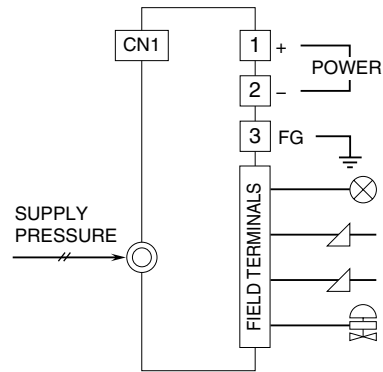 CN1
1 +
POWER
2 −
3 FG
FIELD TERMINALS
SUPPLY
PRESSURE